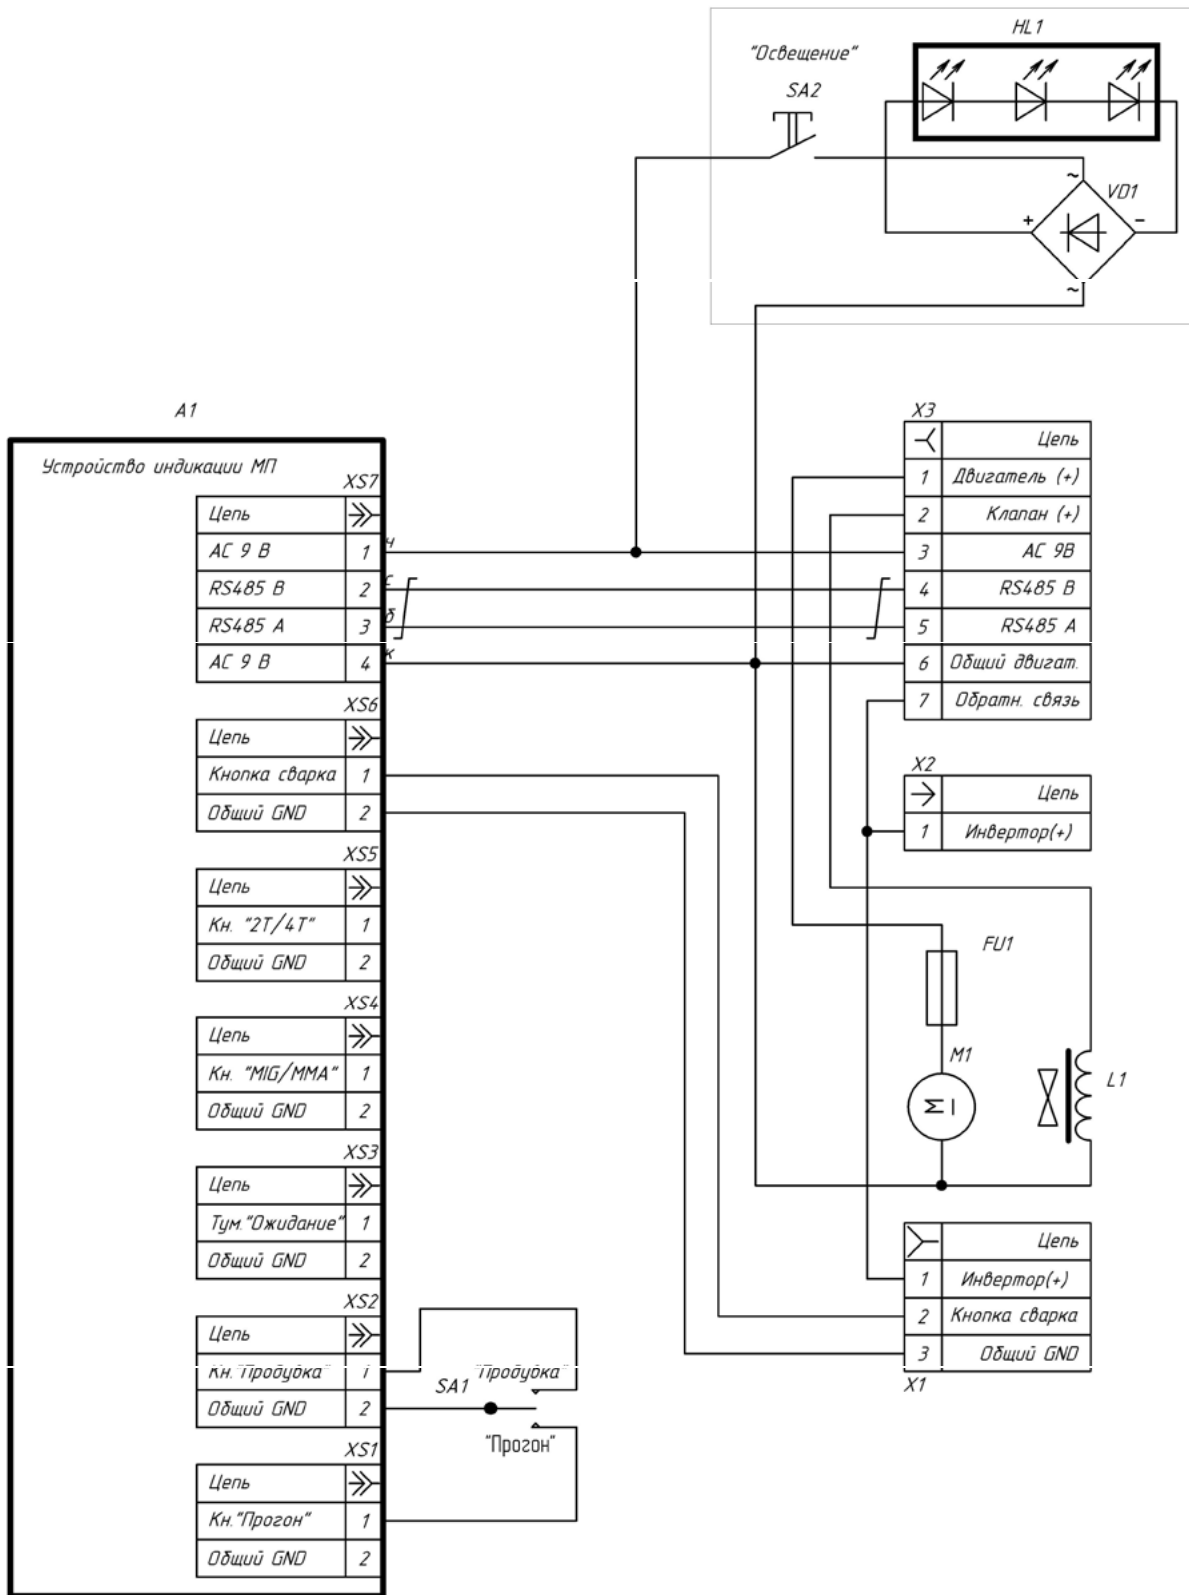 HL1
"Освещение"
SA2
~
VD1
+
-
~
A1
Устройство индикации МП
XS7
Цепь
AC 9 В 1 ч
RS485 B 2 с
RS485 A 3 б
AC 9 В 4 к
XS6
Цепь
Кнопка сварка 1
Общий GND 2
XS5
Цепь
Кн. "2Т/4Т" 1
Общий GND 2
XS4
Цепь
Кн. "MIG/MMA" 1
Общий GND 2
XS3
Цепь
Тум."Ожидание" 1
Общий GND 2
XS2
Цепь
Кн."Продувка" 1
Общий GND 2
XS1
Цепь
Кн."Прогон" 1
Общий GND 2
SA1
"Продувка"
"Прогон"
X3
Цепь
1 Двигатель (+)
2 Клапан (+)
3 AC 9В
4 RS485 B
5 RS485 A
6 Общий двигат.
7 Обратн. связь
X2
Цепь
1 Инвертор(+)
FU1
M1
L1
Цепь
1 Инвертор(+)
2 Кнопка сварка
3 Общий GND
X1